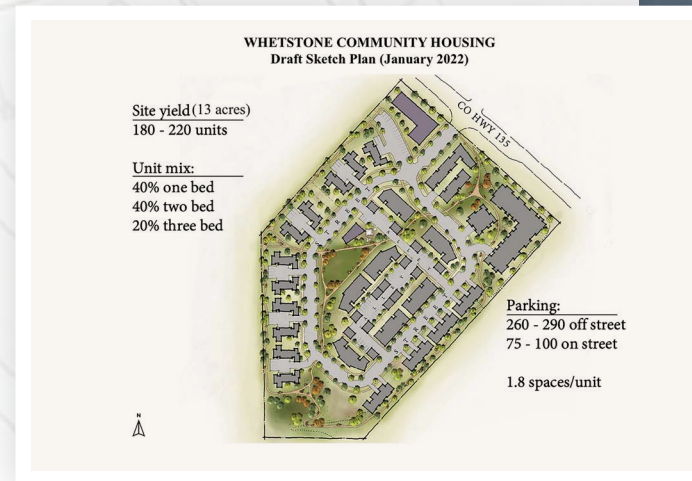 WHETSTONE COMMUNITY HOUSING
Draft Sketch Plan (January 2022)
Site yield (13 acres)
180 - 220 units
Unit mix:
40% one bed
40% two bed
20% three bed
CO HWY 135
Parking:
260 - 290 off street
75 - 100 on street
1.8 spaces/unit
N